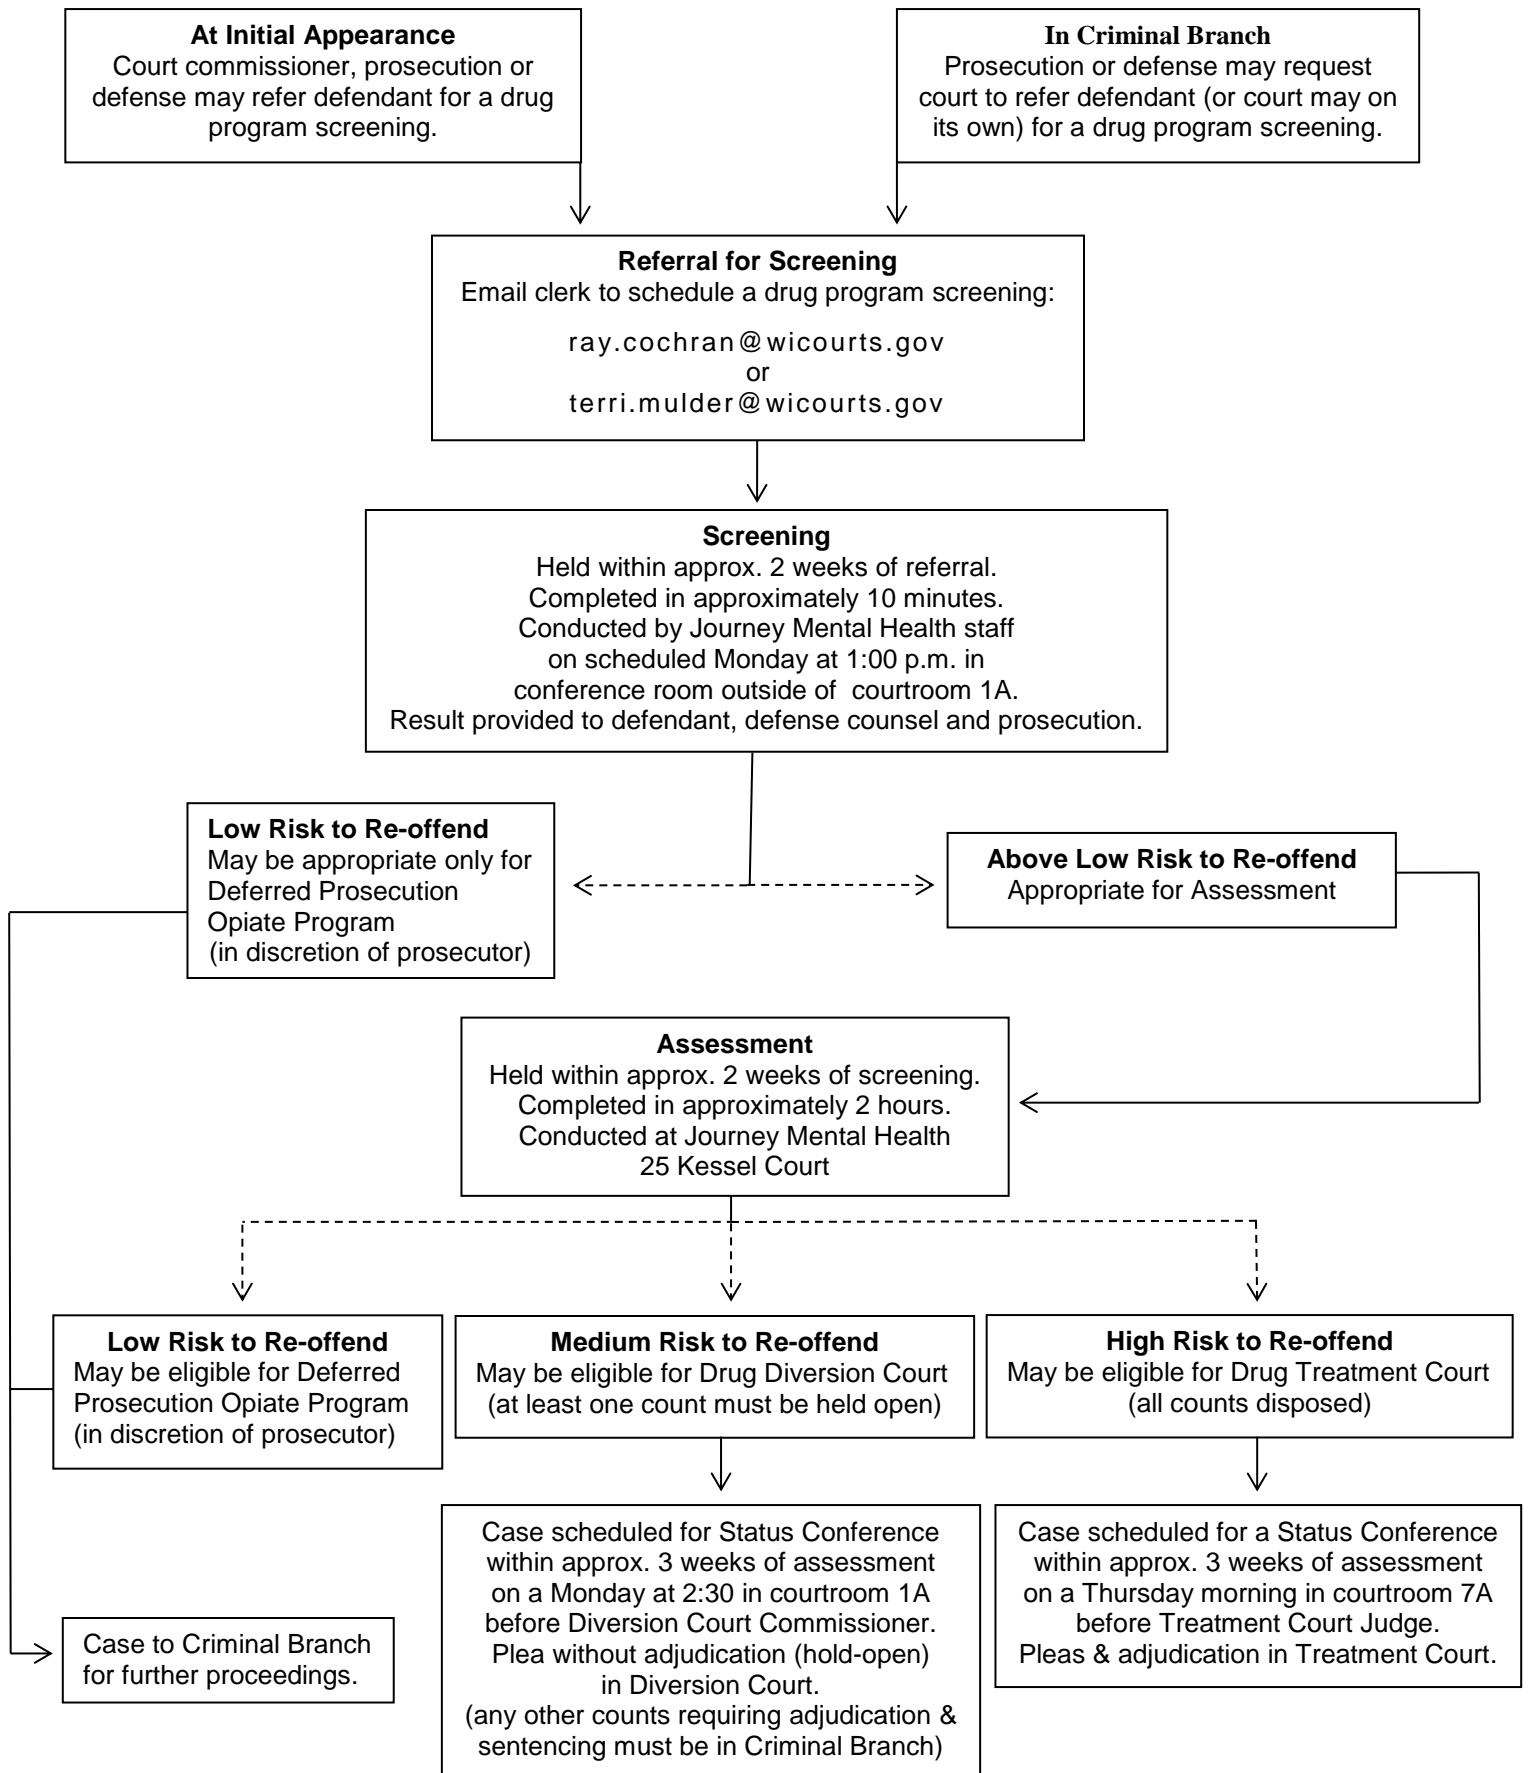 At Initial Appearance
Court commissioner, prosecution or
defense may refer defendant for a drug
program screening.
In Criminal Branch
Prosecution or defense may request
court to refer defendant (or court may on
its own) for a drug program screening.
Referral for Screening
Email clerk to schedule a drug program screening:
ray.cochran@wicourts.gov
or
terri.mulder@wicourts.gov
Screening
Held within approx. 2 weeks of referral.
Completed in approximately 10 minutes.
Conducted by Journey Mental Health staff
on scheduled Monday at 1:00 p.m. in
conference room outside of courtroom 1A.
Result provided to defendant, defense counsel and prosecution.
Low Risk to Re-offend
May be appropriate only for
Deferred Prosecution
Opiate Program
(in discretion of prosecutor)
Above Low Risk to Re-offend
Appropriate for Assessment
Assessment
Held within approx. 2 weeks of screening.
Completed in approximately 2 hours.
Conducted at Journey Mental Health
25 Kessel Court
Low Risk to Re-offend
May be eligible for Deferred
Prosecution Opiate Program
(in discretion of prosecutor)
Medium Risk to Re-offend
May be eligible for Drug Diversion Court
(at least one count must be held open)
High Risk to Re-offend
May be eligible for Drug Treatment Court
(all counts disposed)
Case to Criminal Branch
for further proceedings.
Case scheduled for Status Conference
within approx. 3 weeks of assessment
on a Monday at 2:30 in courtroom 1A
before Diversion Court Commissioner.
Plea without adjudication (hold-open)
in Diversion Court.
(any other counts requiring adjudication &
sentencing must be in Criminal Branch)
Case scheduled for a Status Conference
within approx. 3 weeks of assessment
on a Thursday morning in courtroom 7A
before Treatment Court Judge.
Pleas & adjudication in Treatment Court.